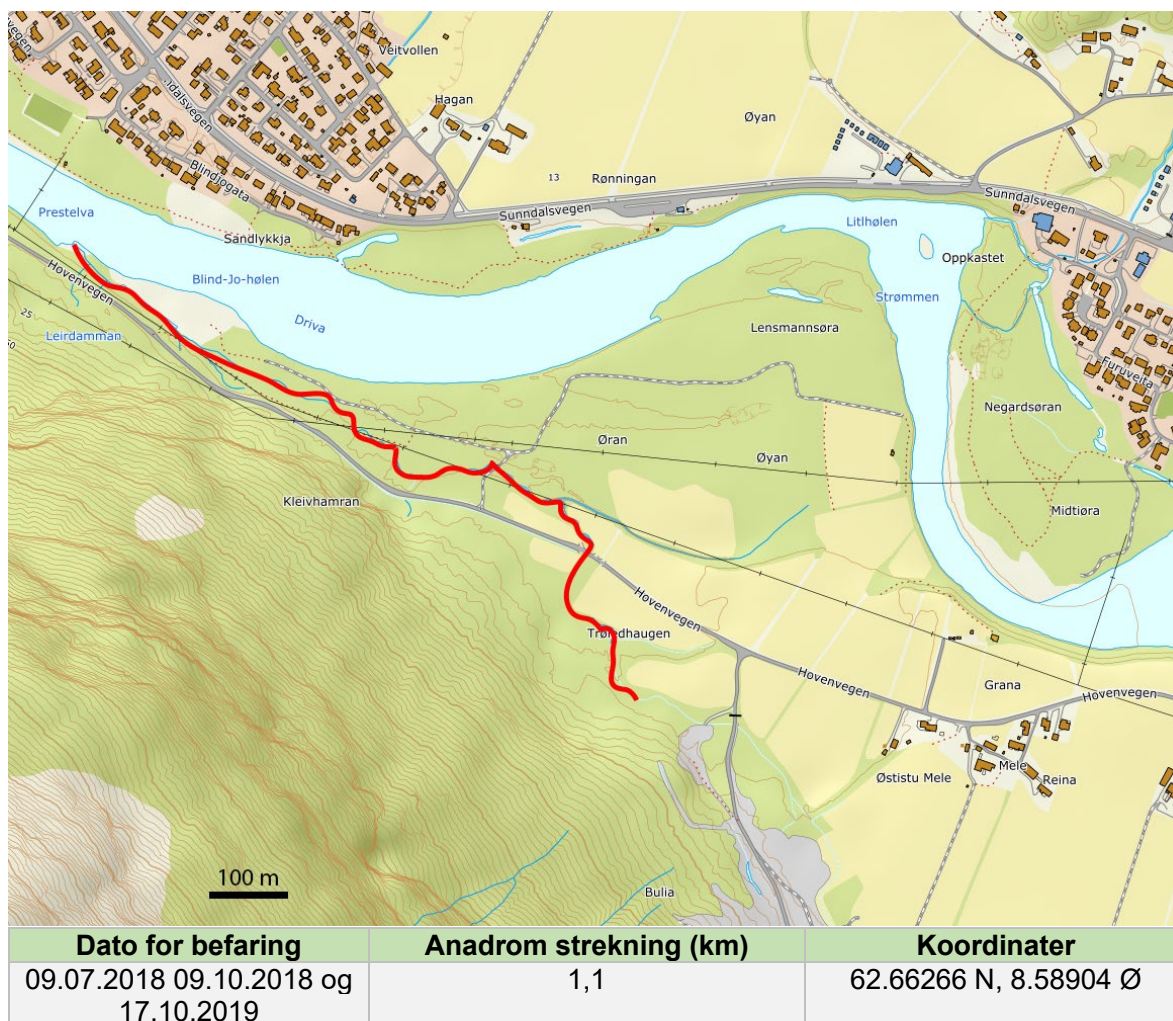 Veitvollen
ndalsvegen
Hagan
Øyan
13
Rønningan
Blindjogata
Sunndalsvegen
Sunndalsvegen
Prestelva
Litlhølen
Sandlykkja
Oppkastet
Hovenvegen
Blind-Jo-hølen
Strømmen
25
Driva
Lensmannsøra
Leirdamman
Furuveita
Negardsøran
Øran
Øyan
Kleivhamran
Midtiøra
Hovenvegen
Hovenvegen
Grana
Hovenvegen
Mele
Østistu Mele
Reina
100 m
Bulia
Dato for befaring Anadrom strekning (km) Koordinater
09.07.2018 09.10.2018 og 1,1 62.66266 N, 8.58904 Ø
17.10.2019